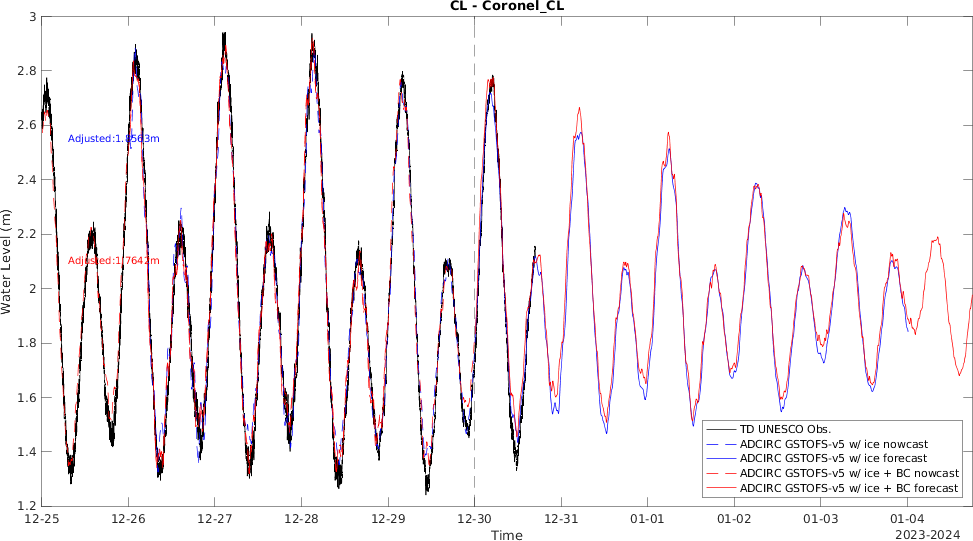 CL - Coronel_CL
3
2.8
2.6
2.4
2.2
2
1.8
1.6
1.4
1.2
Water Level (m)
Adjusted:1.8563m
Adjusted:1.7642m
TD UNESCO Obs.
ADCIRC GSTOFS-v5 w/ ice nowcast
ADCIRC GSTOFS-v5 w/ ice forecast
ADCIRC GSTOFS-v5 w/ ice + BC nowcast
ADCIRC GSTOFS-v5 w/ ice + BC forecast
12-25 12-26 12-27 12-28 12-29 12-30 12-31 01-01 01-02 01-03 01-04
Time
2023-2024